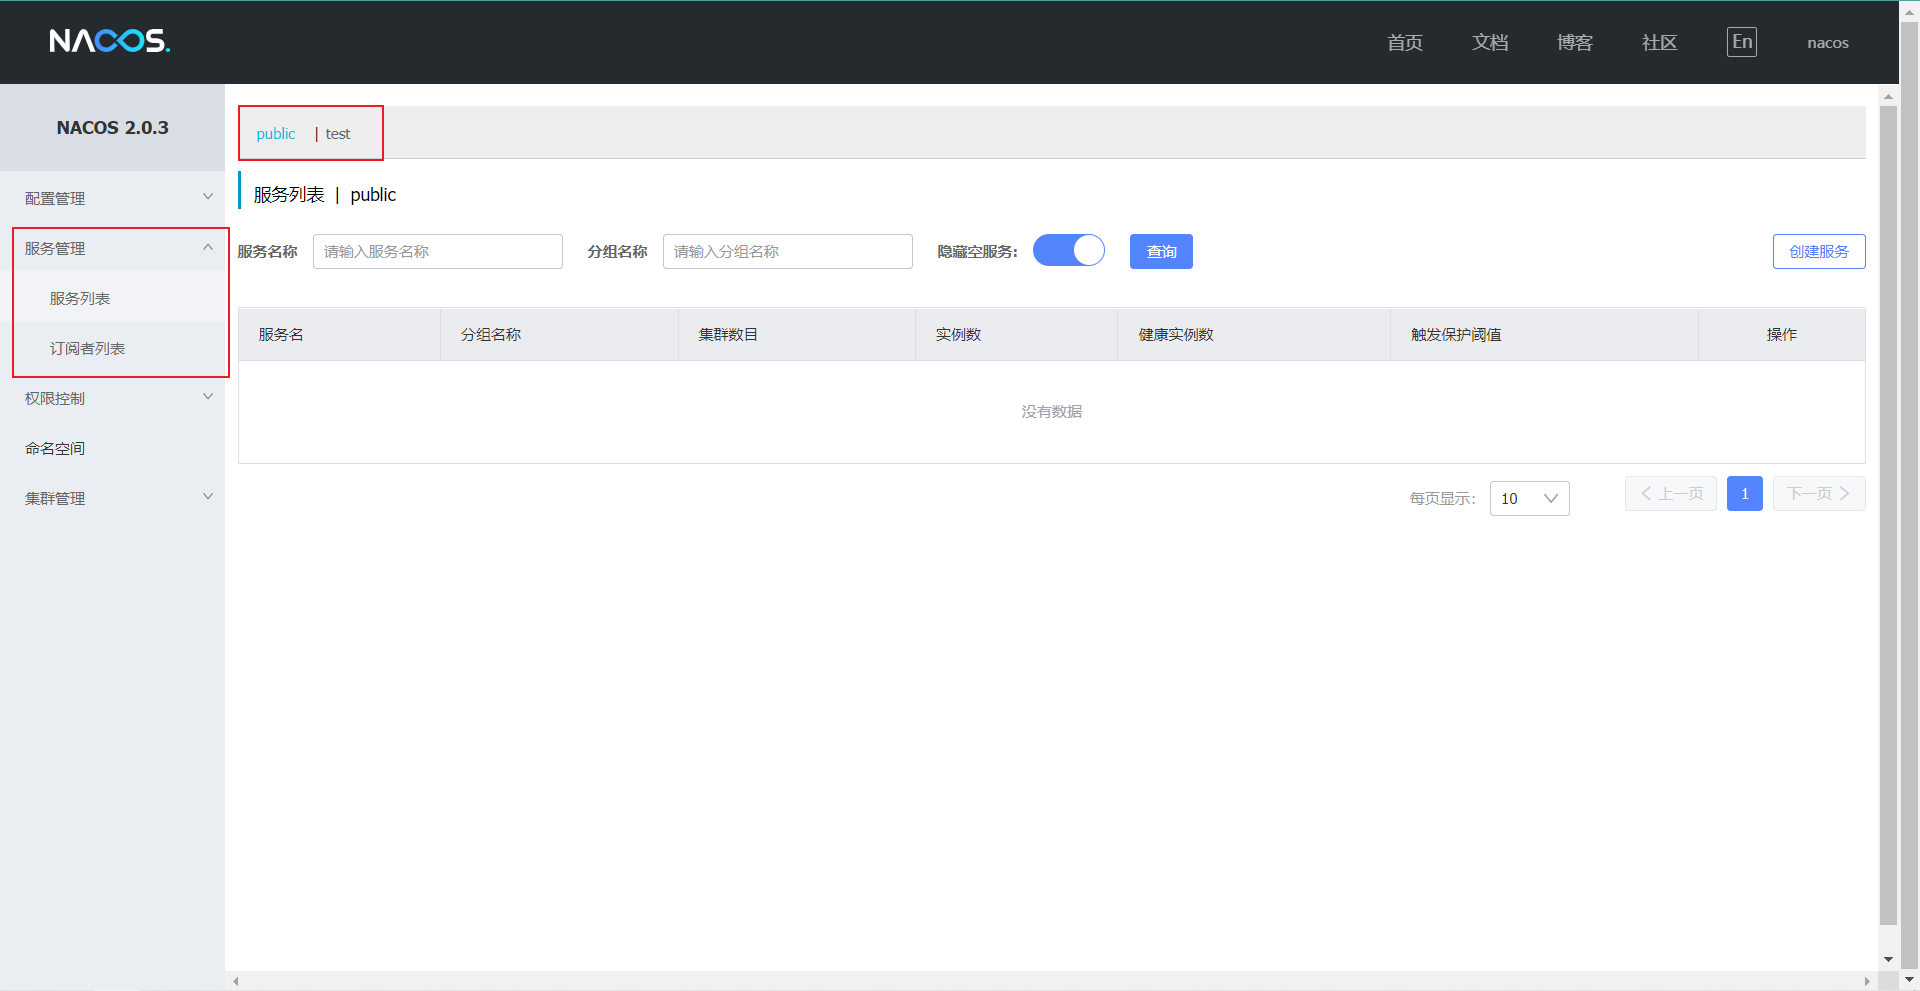 NACOS.
首页 文档 博客 社区 En nacos
NACOS 2.0.3
配置管理
服务管理
服务列表
订阅者列表
权限控制
命名空间
集群管理
public | test
服务列表 | public
服务名称 请输入服务名称 分组名称 请输入分组名称 隐藏空服务: 查询 创建服务
服务名 分组名称 集群数目 实例数 健康实例数 触发保护阈值 操作
没有数据
每页显示: 10 上一页 1 下一页